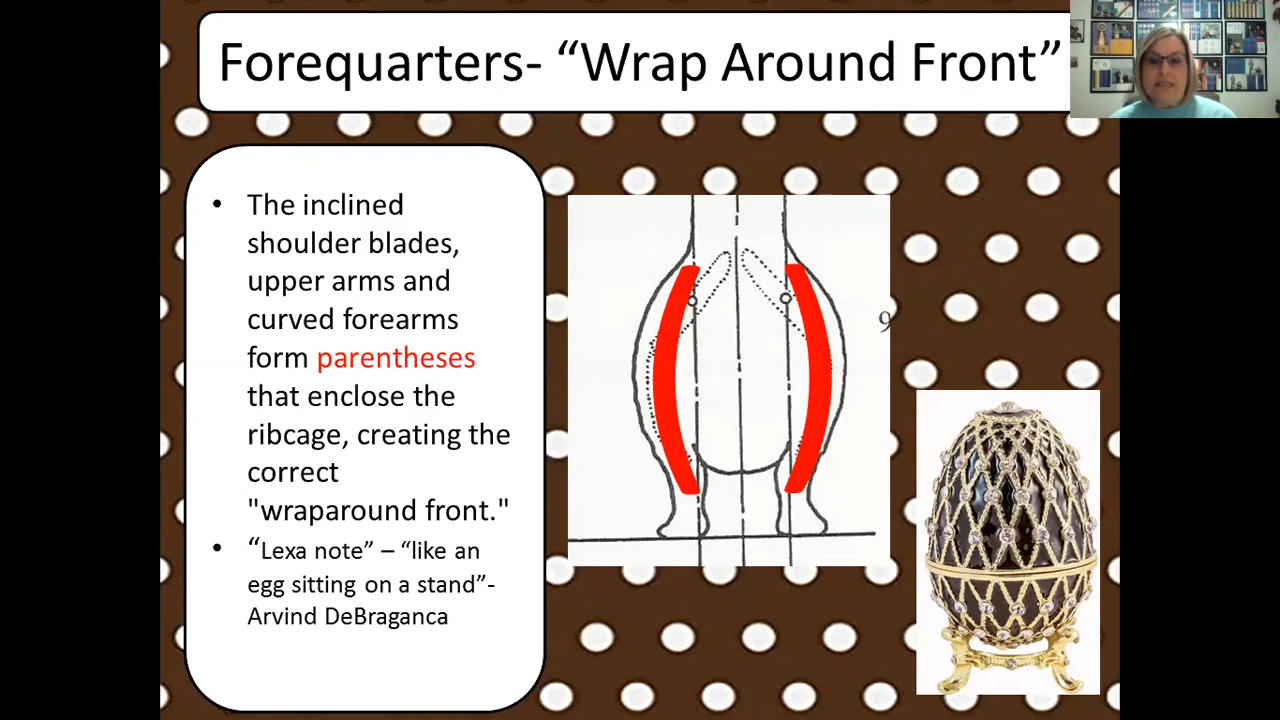 Forequarters- “Wrap Around Front”
• The inclined
shoulder blades,
upper arms and
curved forearms
form parentheses
that enclose the
ribcage, creating the
correct
"wraparound front."
• “Lexa note” – “like an
egg sitting on a stand”-
Arvind DeBraganca
9